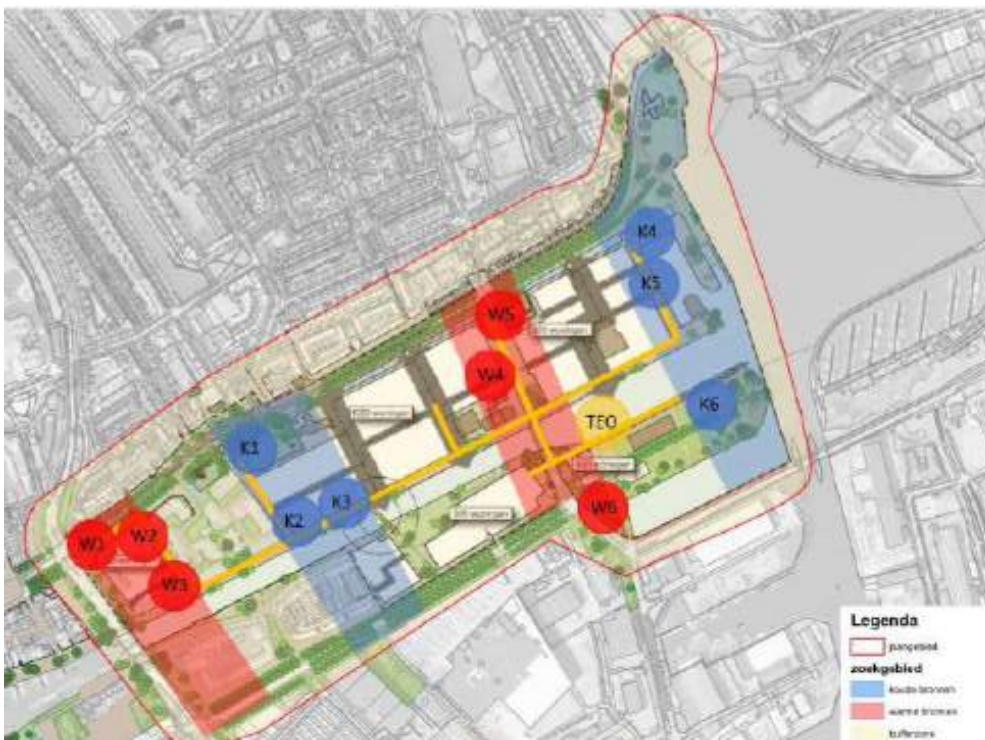 K4
K5
W5
W4
K6
TEO
K1
W6
K3
K2
W2
W1
W3
Legenda
plangebied
zoekgebied
koude bronnen
warme bronnen
bufferzone